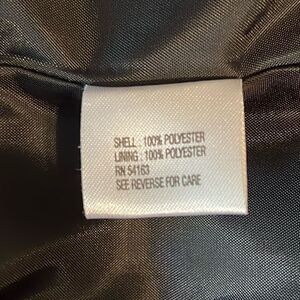 SHELL : 100% POLYESTER
LINING : 100% POLYESTER
RN 54163
SEE REVERSE FOR CARE